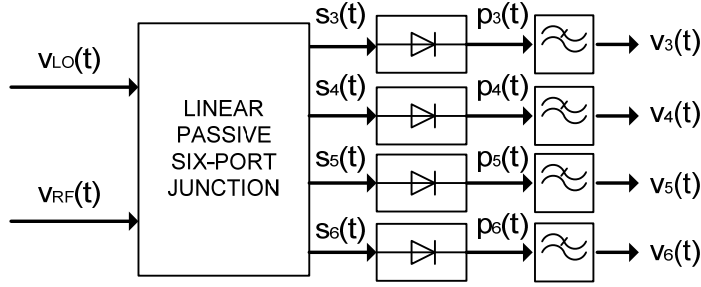 s3(t) p3(t) v3(t)
vLO(t)
s4(t) p4(t) v4(t)
LINEAR
PASSIVE
SIX-PORT
JUNCTION
s5(t) p5(t) v5(t)
vRF(t)
s6(t) p6(t) v6(t)